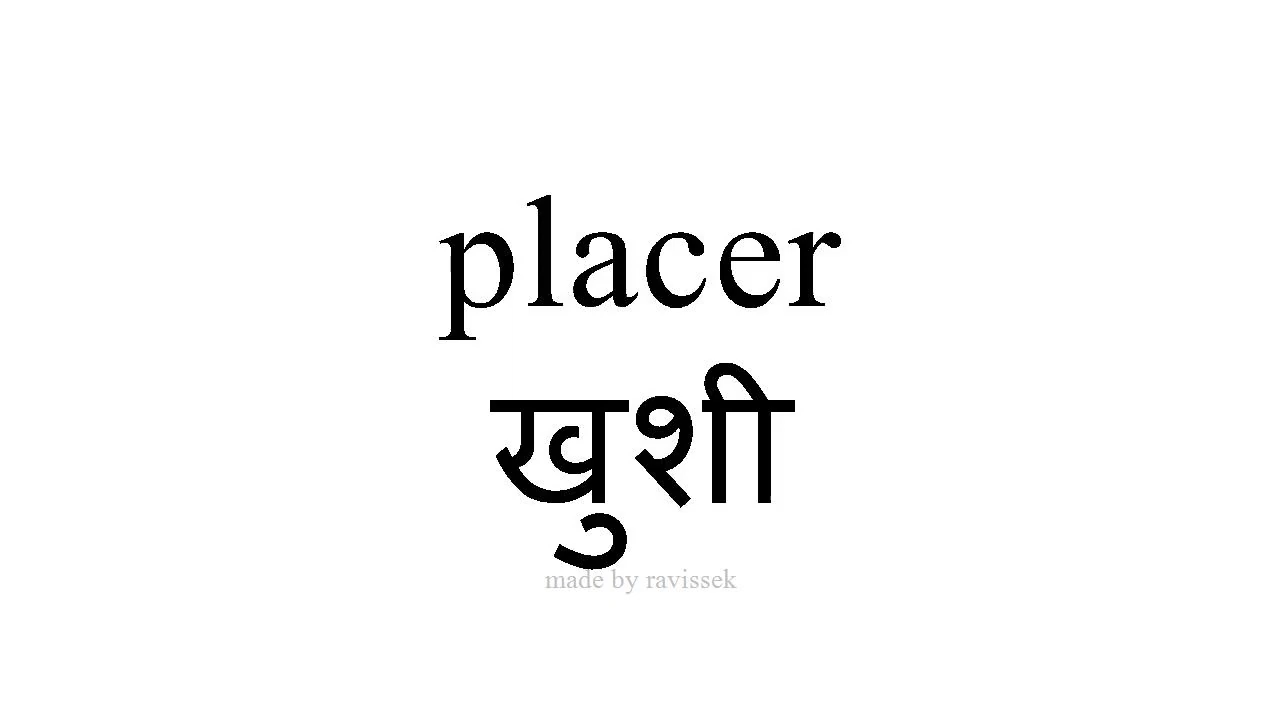 placer
खुशी
made by ravissek